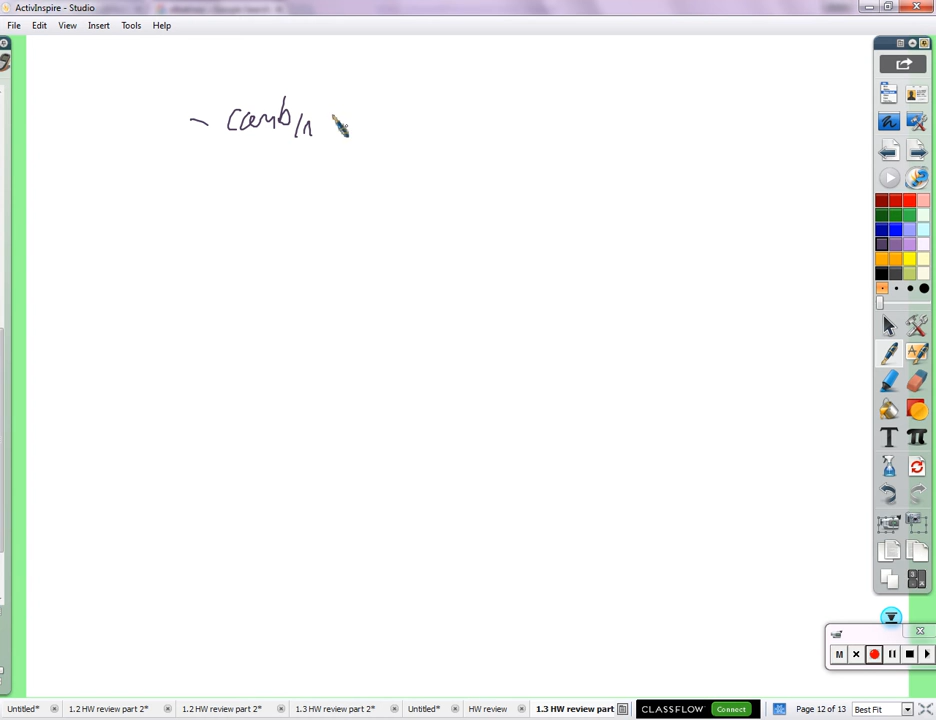 ActivInspire - Studio
File Edit View Insert Tools Help
- combin
Untitled* 1.2 HW review part 2* 1.2 HW review part 2* 1.3 HW review part 2* Untitled* HW review 1.3 HW review part CLASSFLOW Connect Page 12 of 13 Best Fit
M